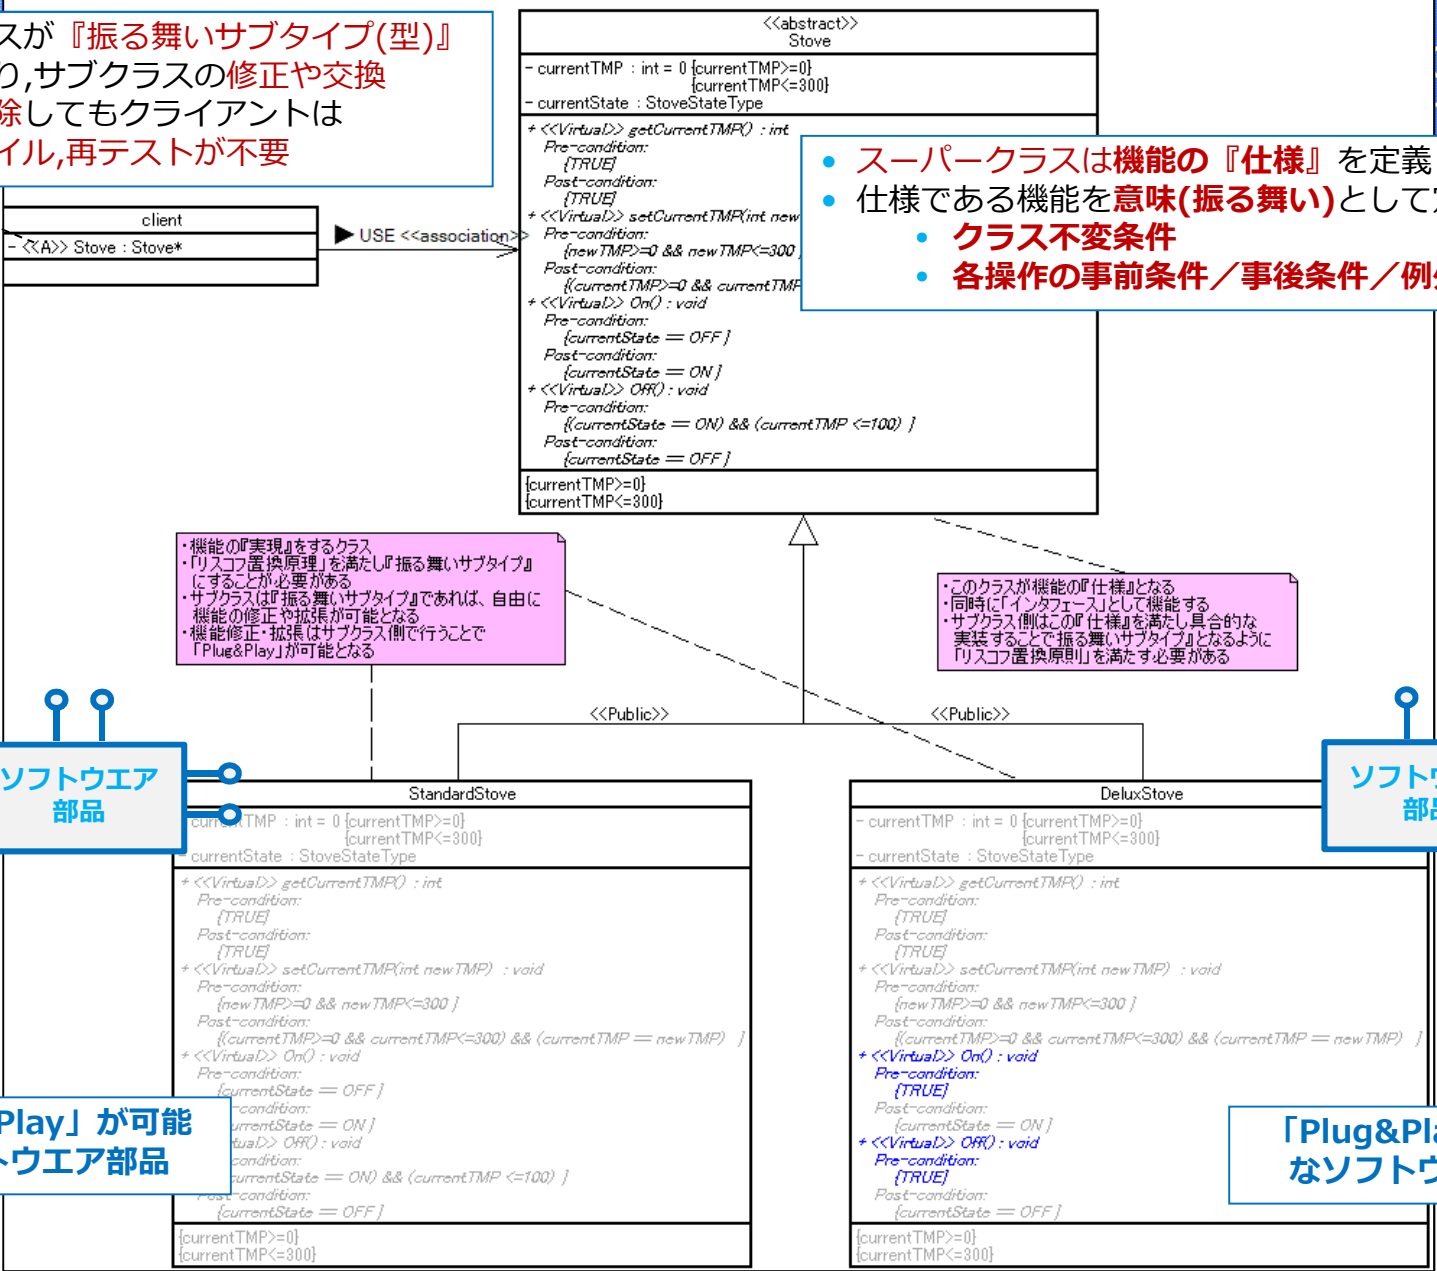 スが『振る舞いサブタイプ(型)』
り,サブクラスの修正や交換
除してもクライアントは
イル,再テストが不要
<<abstract>>
Stove
- currentTMP : int = 0 {currentTMP>=0}
{currentTMP<=300}
- currentState : StoveStateType
+ <<Virtual>> getCurrentTMP() : int
Pre-condition:
{TRUE}
Post-condition:
{TRUE}
+ <<Virtual>> setCurrentTMP(int new
Pre-condition:
{newTMP>=0 && newTMP<=300
Post-condition:
{(currentTMP>=0 && currentTMP
+ <<Virtual>> On() : void
Pre-condition:
{currentState == OFF }
Post-condition:
{currentState == ON }
+ <<Virtual>> Off() : void
Pre-condition:
{(currentState == ON) && (currentTMP <=100) }
Post-condition:
{currentState == OFF }
{currentTMP>=0}
{currentTMP<=300}
• スーパークラスは機能の『仕様』を定義
• 仕様である機能を意味(振る舞い)として
• クラス不変条件
• 各操作の事前条件／事後条件／例
client
- <<A>> Stove : Stove*
▶ USE <<association>>
・機能の『実現』をするクラス
・「リスコフ置換原理」を満たし『振る舞いサブタイプ』
にすることが必要がある
・サブクラスは『振る舞いサブタイプ』であれば、自由に
機能の修正や拡張が可能となる
・機能修正・拡張はサブクラス側で行うことで
「Plug&Play」が可能となる
・このクラスが機能の『仕様』となる
・同時に「インタフェース」として機能する
・サブクラス側はこの『仕様』を満たし具合的な
実装することで振る舞いサブタイプ』となるように
「リスコフ置換原則」を満たす必要がある
<<Public>>
<<Public>>
ソフトウエア
部品
ソフト
部
StandardStove
currentTMP : int = 0 {currentTMP>=0}
{currentTMP<=300}
- currentState : StoveStateType
+ <<Virtual>> getCurrentTMP() : int
Pre-condition:
{TRUE}
Post-condition:
{TRUE}
+ <<Virtual>> setCurrentTMP(int newTMP) : void
Pre-condition:
{newTMP>=0 && newTMP<=300 }
Post-condition:
{(currentTMP>=0 && currentTMP<=300) && (currentTMP == newTMP) }
+ <<Virtual>> On() : void
Pre-condition:
{currentState == OFF }
-condition:
urrentState == ON }
tual>> Off() : void
condition:
urrentState == ON) && (currentTMP <=100) }
Post-condition:
{currentState == OFF }
{currentTMP>=0}
{currentTMP<=300}
Play」が可能
トウエア部品
DeluxStove
- currentTMP : int = 0 {currentTMP>=0}
{currentTMP<=300}
- currentState : StoveStateType
+ <<Virtual>> getCurrentTMP() : int
Pre-condition:
{TRUE}
Post-condition:
{TRUE}
+ <<Virtual>> setCurrentTMP(int newTMP) : void
Pre-condition:
{newTMP>=0 && newTMP<=300 }
Post-condition:
{(currentTMP>=0 && currentTMP<=300) && (currentTMP == newTMP) }
+ <<Virtual>> On() : void
Pre-condition:
{TRUE}
Post-condition:
{currentState == ON }
+ <<Virtual>> Off() : void
Pre-condition:
{TRUE}
Post-condition:
{currentState == OFF }
{currentTMP>=0}
{currentTMP<=300}
「Plug&Pla
なソフトウ